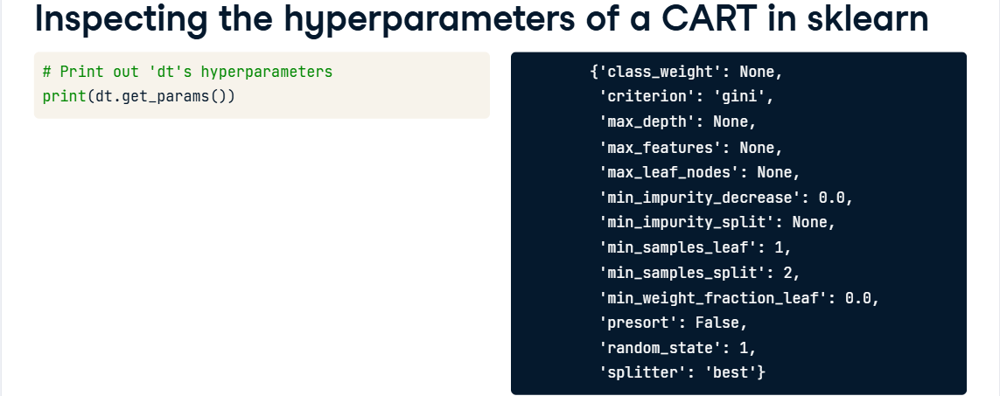 Inspecting the hyperparameters of a CART in sklearn
# Print out 'dt's hyperparameters
print(dt.get_params())
{'class_weight': None,
'criterion': 'gini',
'max_depth': None,
'max_features': None,
'max_leaf_nodes': None,
'min_impurity_decrease': 0.0,
'min_impurity_split': None,
'min_samples_leaf': 1,
'min_samples_split': 2,
'min_weight_fraction_leaf': 0.0,
'presort': False,
'random_state': 1,
'splitter': 'best'}